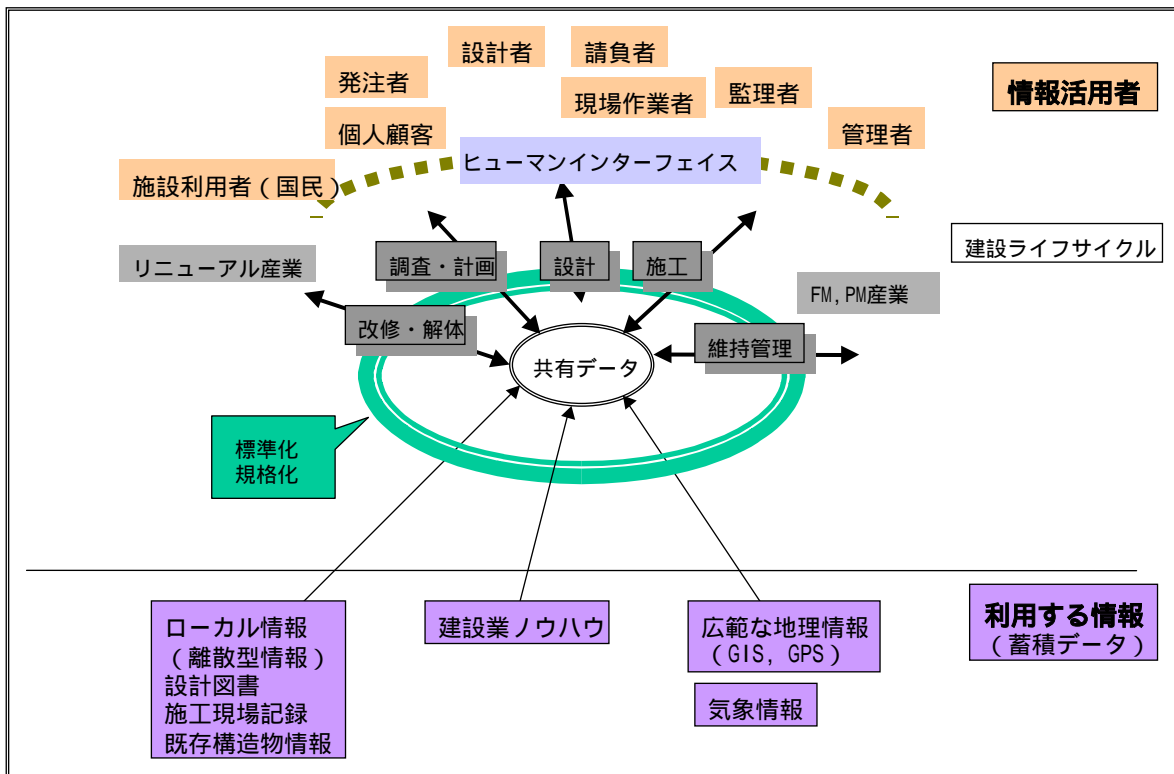 設計者
請負者
発注者
現場作業者
監理者
情報活用者
個人顧客
管理者
ヒューマンインターフェイス
施設利用者(国民)
建設ライフサイクル
リニューアル産業
調査・計画
設計
施工
FM,PM産業
改修・解体
維持管理
共有データ
標準化
規格化
ローカル情報
(離散型情報)
設計図書
施工現場記録
既存構造物情報
建設業ノウハウ
広範な地理情報
(GIS, GPS)
気象情報
利用する情報
(蓄積データ)